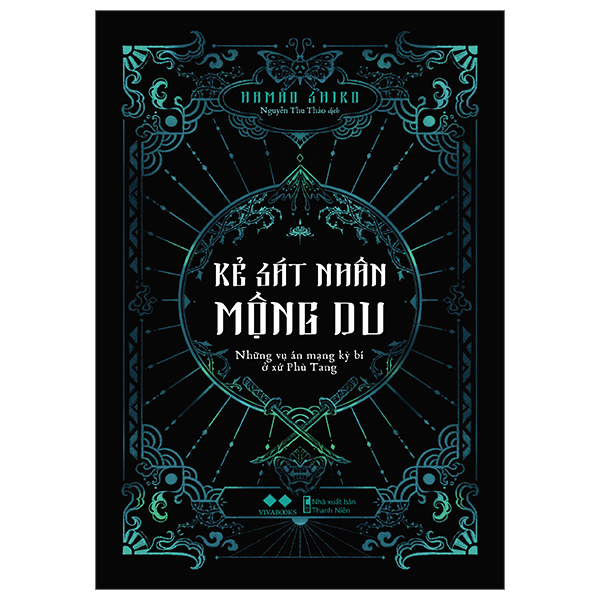 HAMAO SHIRO
Nguyễn Thu Thảo dịch
KẺ SÁT NHÂN
MỘNG DU
Những vụ án mạng kỳ bí
ở xứ Phù Tang
VIVABOOKS
Nhà xuất bản
Thanh Niên